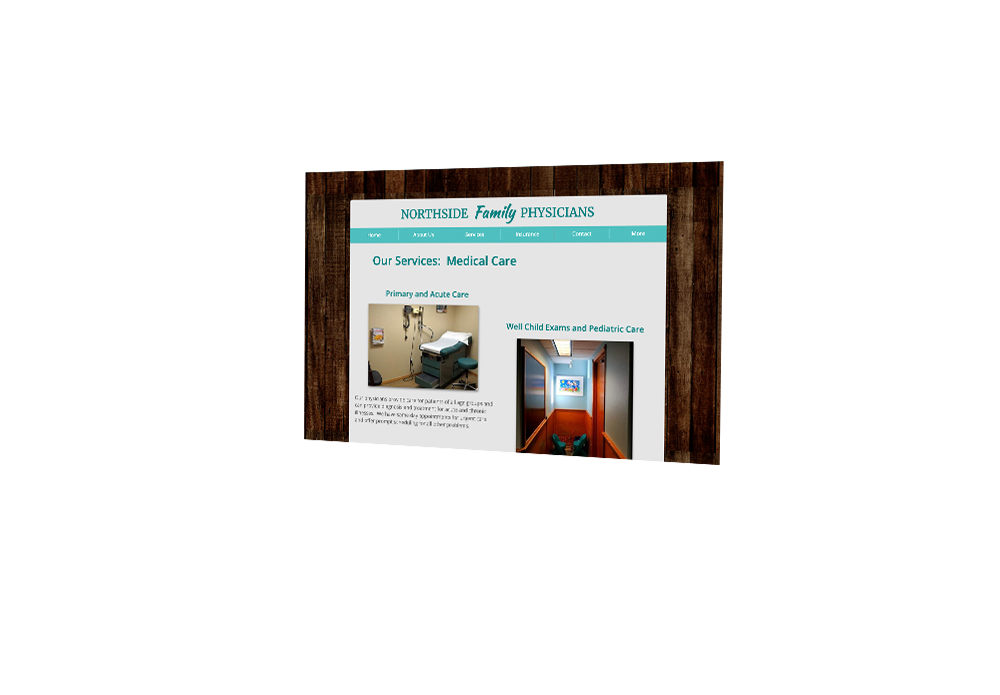 NORTHSIDE Family PHYSICIANS
Home About Us Services Insurance Contact More
Our Services: Medical Care
Primary and Acute Care
Well Child Exams and Pediatric Care
Our physicians provide care for patients of all age groups and
can provide diagnosis and treatment for acute and chronic
illnesses. We have same day appointments for urgent care
and offer prompt scheduling for all other problems.